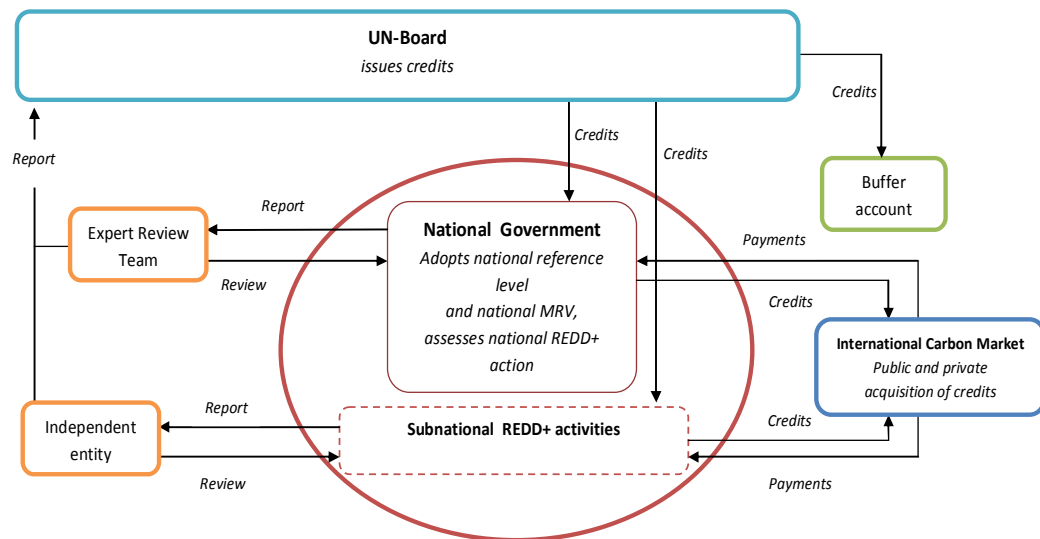 UN-Board
issues credits
Credits
Credits
Credits
Report
Buffer
account
Report
Expert Review
Team
Review
National Government
Adopts national reference
level
and national MRV,
assesses national REDD+
action
Payments
Credits
International Carbon Market
Public and private
acquisition of credits
Independent
entity
Report
Review
Subnational REDD+ activities
Credits
Payments